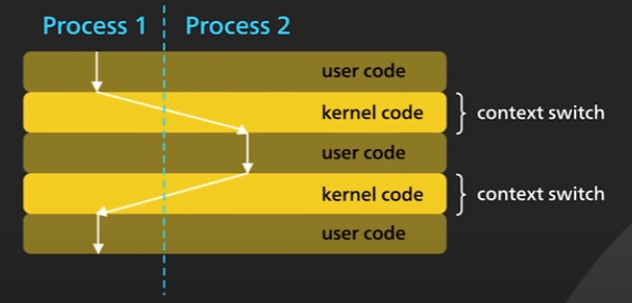 Process 1 Process 2
user code
kernel code context switch
user code
kernel code context switch
user code